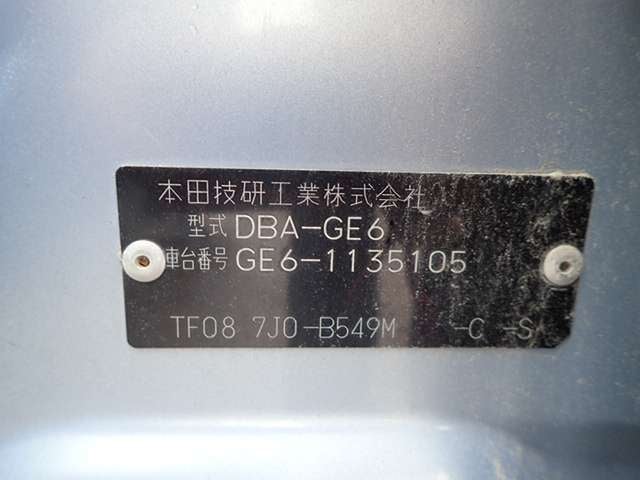 本田技研工業株式会社
型式 DBA-GE6
車台番号 GE6-1135105
TF08 7J0-B549M -C -S